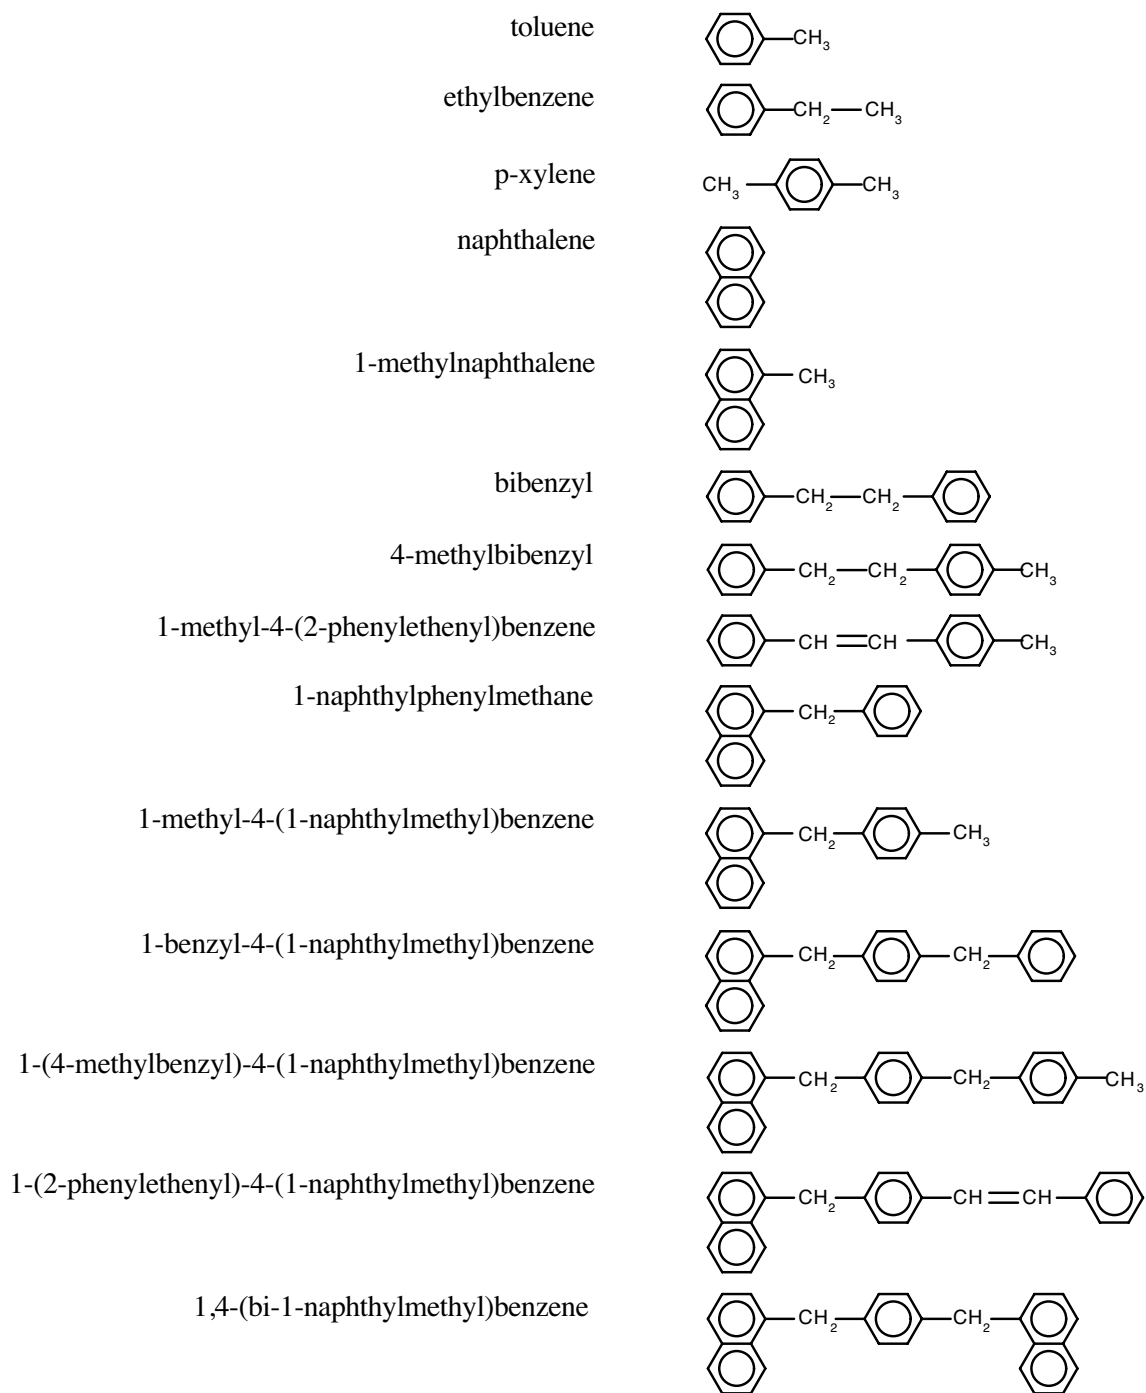 toluene CH3
ethylbenzene CH2 CH3
p-xylene CH3 CH3
naphthalene
1-methylnaphthalene CH3
bibenzyl CH2 CH2
4-methylbibenzyl CH2 CH2 CH3
1-methyl-4-(2-phenylethenyl)benzene CH CH CH3
1-naphthylphenylmethane CH2
1-methyl-4-(1-naphthylmethyl)benzene CH2 CH3
1-benzyl-4-(1-naphthylmethyl)benzene CH2 CH2
1-(4-methylbenzyl)-4-(1-naphthylmethyl)benzene CH2 CH2 CH3
1-(2-phenylethenyl)-4-(1-naphthylmethyl)benzene CH2 CH CH
1,4-(bi-1-naphthylmethyl)benzene CH2 CH2